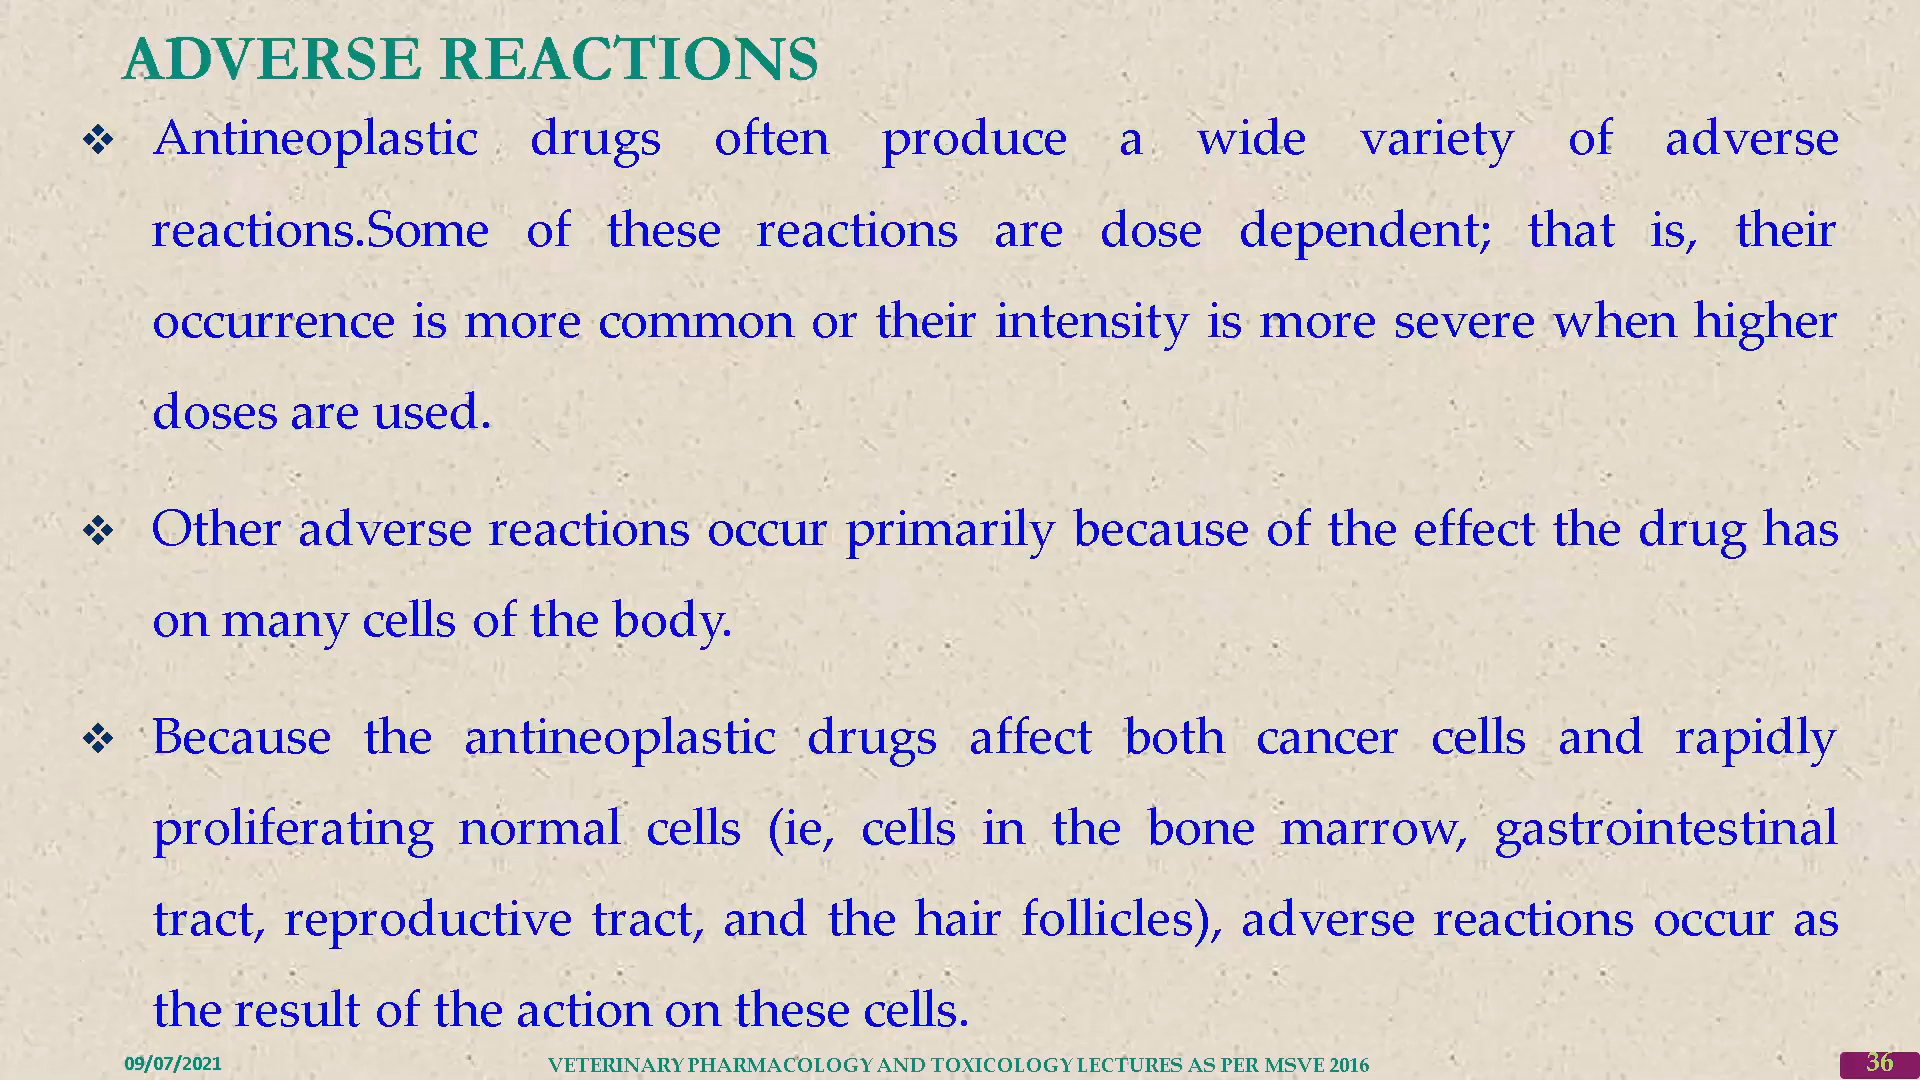 ADVERSE REACTIONS
❖ Antineoplastic drugs often produce a wide variety of adverse
reactions.Some of these reactions are dose dependent; that is, their
occurrence is more common or their intensity is more severe when higher
doses are used.
❖ Other adverse reactions occur primarily because of the effect the drug has
on many cells of the body.
❖ Because the antineoplastic drugs affect both cancer cells and rapidly
proliferating normal cells (ie, cells in the bone marrow, gastrointestinal
tract, reproductive tract, and the hair follicles), adverse reactions occur as
the result of the action on these cells.
09/07/2021 VETERINARY PHARMACOLOGY AND TOXICOLOGY LECTURES AS PER MSVE 2016 36